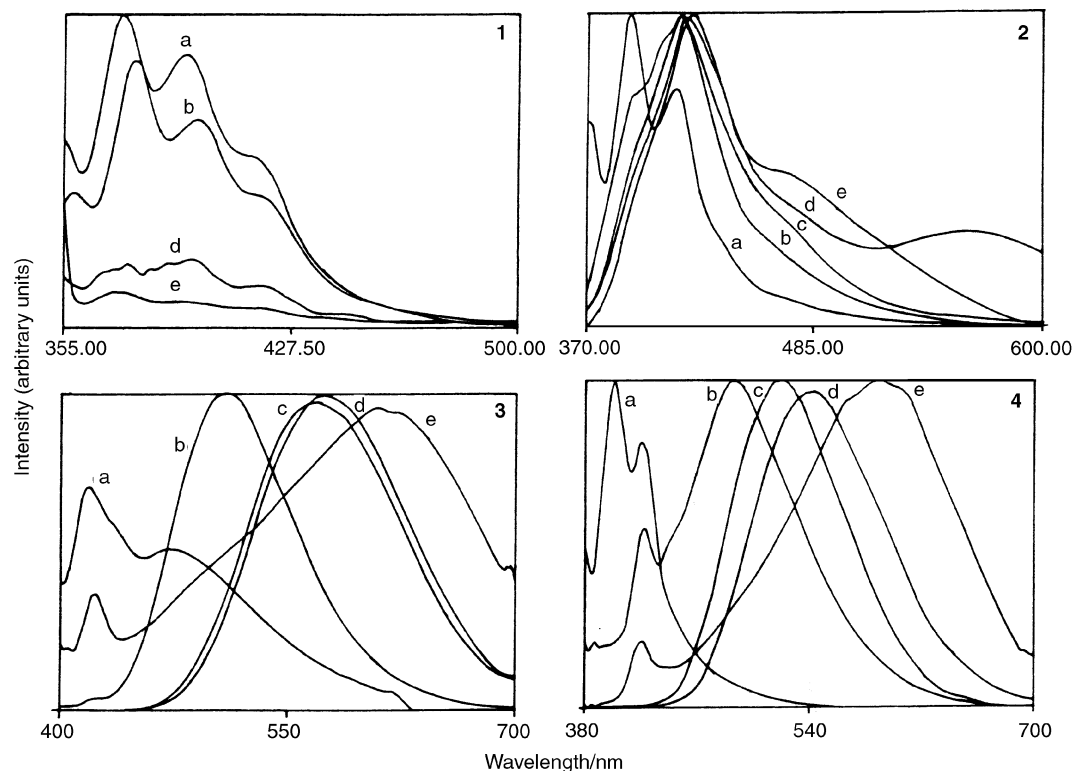 1
a
b
d
e
355.00 427.50 500.00
2
e
d
c
b
a
370.00 485.00 600.00
3
a
b
c
d
e
400 550 700
4
a
b
c
d
e
380 540 700
Intensity (arbitrary units)
Wavelength/nm